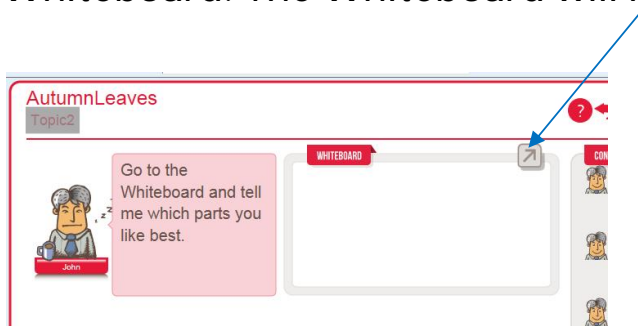 AutumnLeaves
Topic2
?
Go to the
Whiteboard and tell
me which parts you
like best.
z z z
John
WHITEBOARD